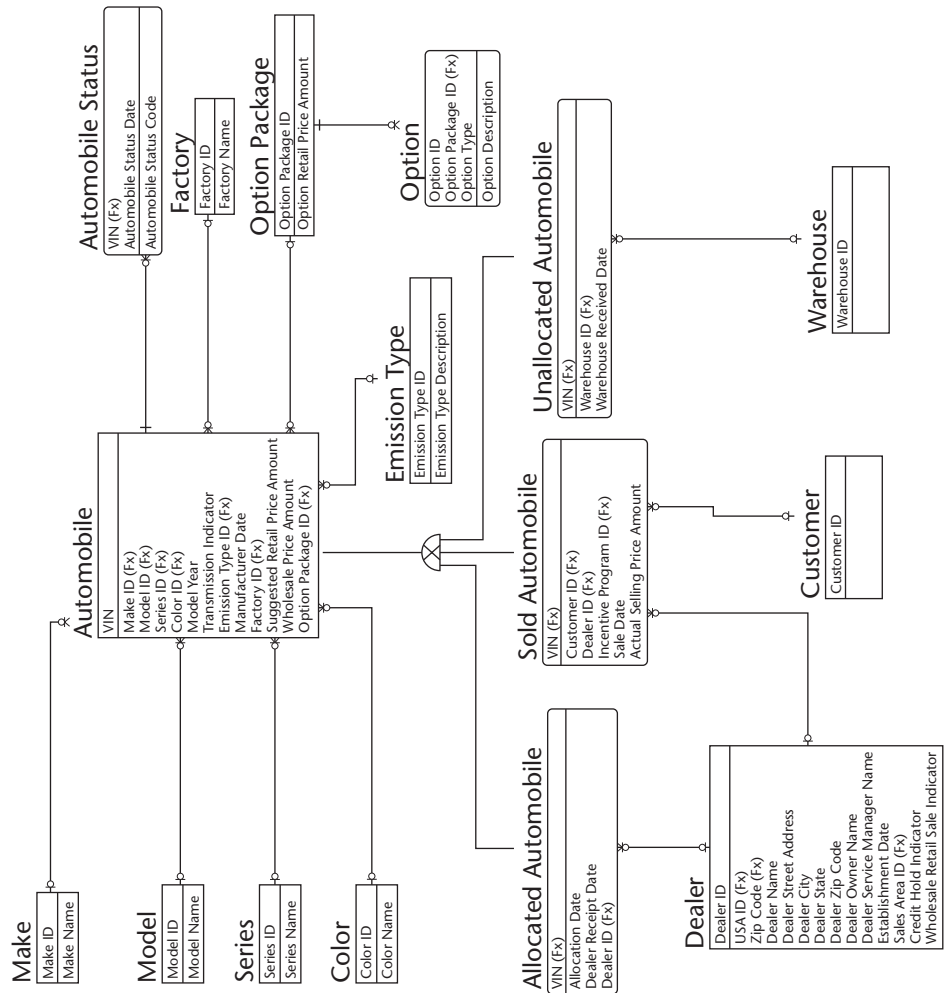 Make
Make ID
Make Name
Model
Model ID
Model Name
Series
Series ID
Series Name
Color
Color ID
Color Name
Automobile
VIN
Make ID (Fx)
Model ID (Fx)
Series ID (Fx)
Color ID (Fx)
Model Year
Transmission Indicator
Emission Type ID (Fx)
Manufacturer Date
Factory ID (Fx)
Suggested Retail Price Amount
Wholesale Price Amount
Option Package ID (Fx)
Automobile Status
VIN (Fx)
Automobile Status Date
Automobile Status Code
Factory
Factory ID
Factory Name
Option Package
Option Package ID
Option Retail Price Amount
Option
Option ID
Option Package ID (Fx)
Option Type
Option Description
Emission Type
Emission Type ID
Emission Type Description
Allocated Automobile
VIN (Fx)
Allocation Date
Dealer Receipt Date
Dealer ID (Fx)
Sold Automobile
VIN (Fx)
Customer ID (Fx)
Dealer ID (Fx)
Incentive Program ID (Fx)
Sale Date
Actual Selling Price Amount
Unallocated Automobile
VIN (Fx)
Warehouse ID (Fx)
Warehouse Received Date
Dealer
Dealer ID
USA ID (Fx)
Zip Code (Fx)
Dealer Name
Dealer Street Address
Dealer City
Dealer State
Dealer Zip Code
Dealer Owner Name
Dealer Service Manager Name
Establishment Date
Sales Area ID (Fx)
Credit Hold Indicator
Wholesale Retail Sale Indicator
Customer
Customer ID
Warehouse
Warehouse ID